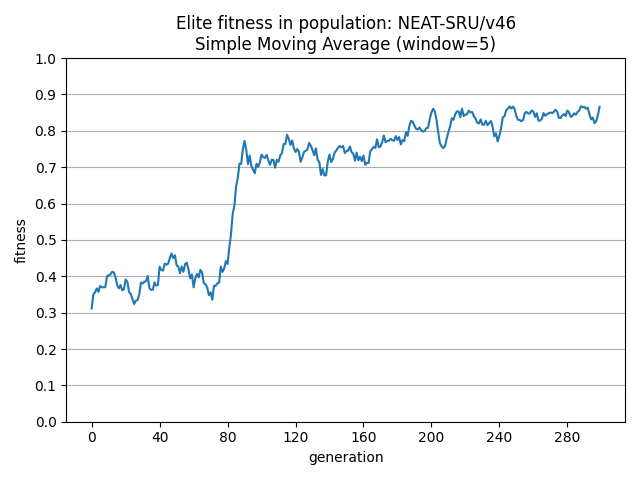 Elite fitness in population: NEAT-SRU/v46
Simple Moving Average (window=5)
1.0
0.9
0.8
0.7
0.6
0.5
0.4
0.3
0.2
0.1
0.0
fitness
0 40 80 120 160 200 240 280
generation